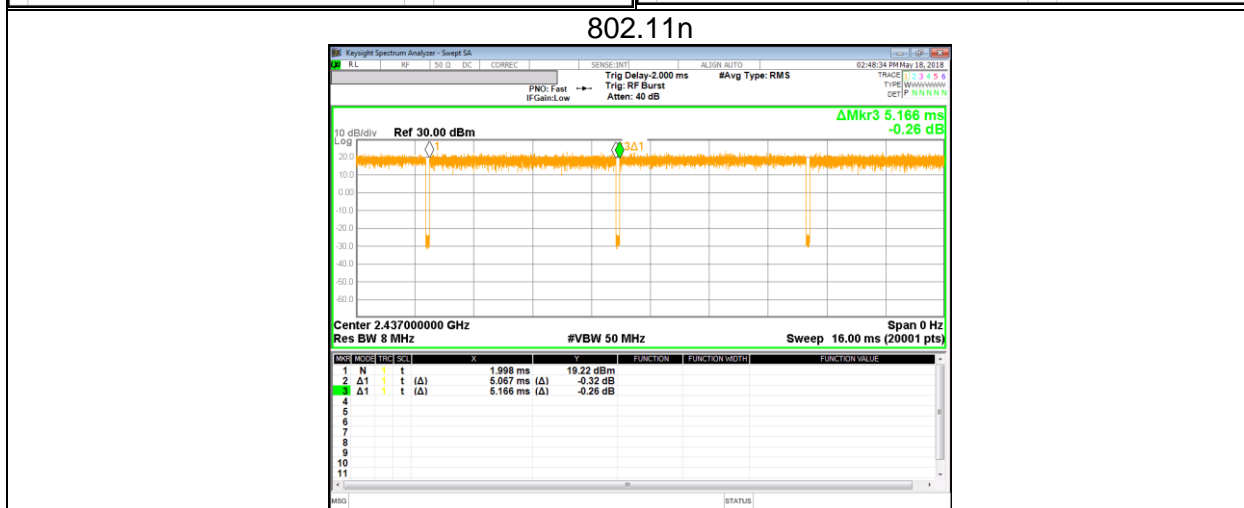 802.11n
Keysight Spectrum Analyzer - Swept SA
RL RF 50 Ω DC CORREC SENSE:INT ALIGN AUTO 02:48:34 PM May 18, 2018
Trig Delay-2.000 ms #Avg Type: RMS TRACE 1 2 3 4 5 6
PNO: Fast Trig: RF Burst TYPE WWWWWW
IFGain:Low Atten: 40 dB DET P N N N N N
ΔMkr3 5.166 ms
10 dB/div Ref 30.00 dBm -0.26 dB
Log
1 3Δ1
20.0
10.0
0.00
-10.0
-20.0
-30.0
-40.0
-50.0
-60.0
Center 2.437000000 GHz Span 0 Hz
Res BW 8 MHz #VBW 50 MHz Sweep 16.00 ms (20001 pts)
MKR MODE TRC SCL X Y FUNCTION FUNCTION WIDTH FUNCTION VALUE
1 N 1 t 1.998 ms 19.22 dBm
2 Δ1 1 t (Δ) 5.067 ms (Δ) -0.32 dB
3 Δ1 1 t (Δ) 5.166 ms (Δ) -0.26 dB
4
5
6
7
8
9
10
11
MSG STATUS